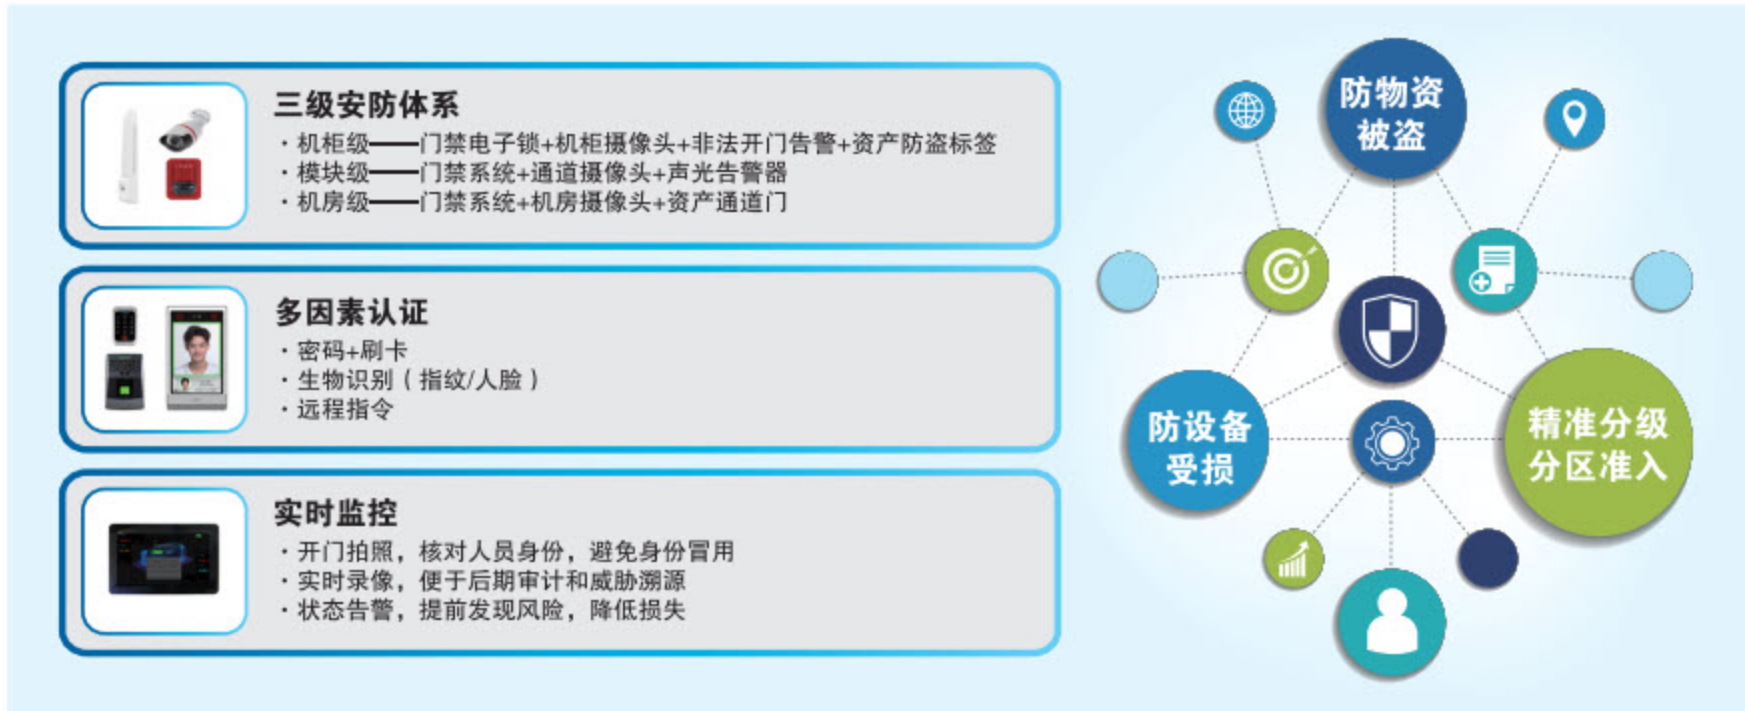 三级安防体系
·机柜级——门禁电子锁+机柜摄像头+非法开门告警+资产防盗标签
·模块级——门禁系统+通道摄像头+声光告警器
·机房级——门禁系统+机房摄像头+资产通道门
多因素认证
·密码+刷卡
·生物识别（指纹/人脸）
·远程指令
实时监控
·开门拍照，核对人员身份，避免身份冒用
·实时录像，便于后期审计和威胁溯源
·状态告警，提前发现风险，降低损失
防物资
被盗
防设备
受损
精准分级
分区准入